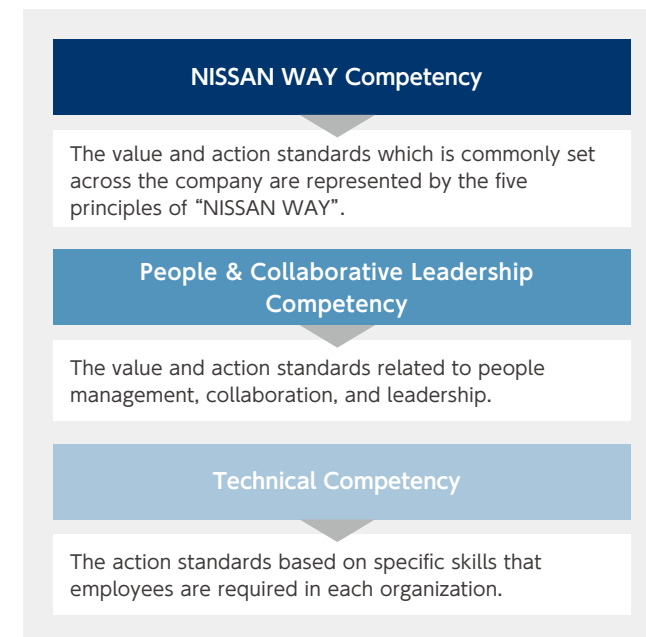 NISSAN WAY Competency
The value and action standards which is commonly set
across the company are represented by the five
principles of “NISSAN WAY”.
People & Collaborative Leadership
Competency
The value and action standards related to people
management, collaboration, and leadership.
Technical Competency
The action standards based on specific skills that
employees are required in each organization.